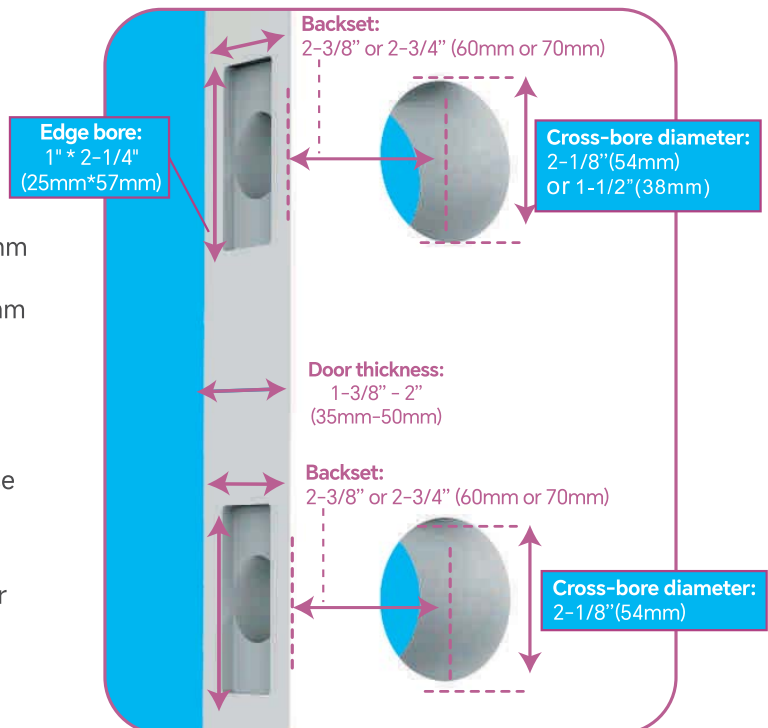 Backset:
2-3/8” or 2-3/4” (60mm or 70mm)
Edge bore:
1" * 2-1/4"
(25mm*57mm)
Cross-bore diameter:
2-1/8”(54mm)
or 1-1/2”(38mm)
Door thickness:
1-3/8” - 2”
(35mm-50mm)
Backset:
2-3/8” or 2-3/4” (60mm or 70mm)
Cross-bore diameter:
2-1/8”(54mm)